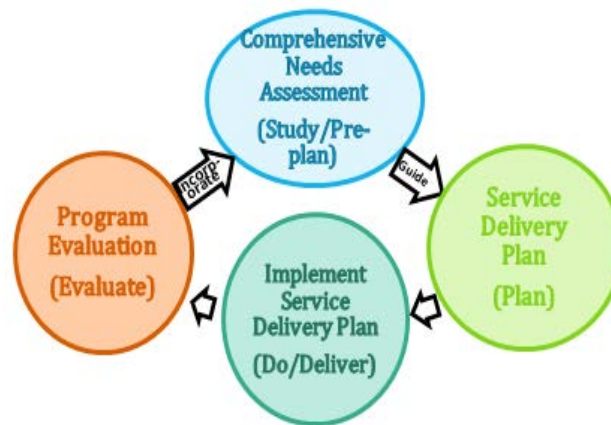 Comprehensive
Needs
Assessment
(Study/Pre-
plan)
Guide
Service
Delivery
Plan
(Plan)
Implement
Service
Delivery Plan
(Do/Deliver)
Program
Evaluation
(Evaluate)
Incorp-
orate